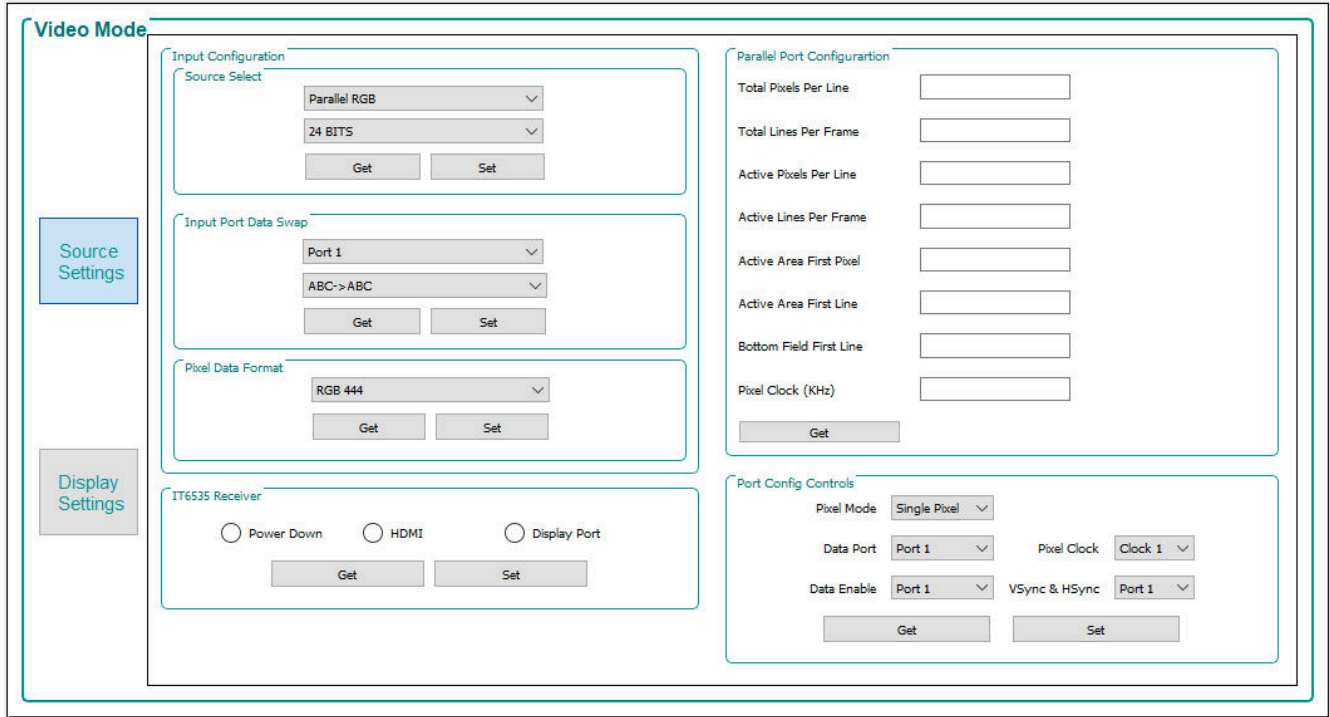 Video Mode
Input Configuration
Source Select
Parallel RGB
24 BITS
Get Set
Input Port Data Swap
Port 1
ABC->ABC
Get Set
Pixel Data Format
RGB 444
Get Set
IT6535 Receiver
Power Down HDMI Display Port
Get Set
Source
Settings
Display
Settings
Parallel Port Configurartion
Total Pixels Per Line
Total Lines Per Frame
Active Pixels Per Line
Active Lines Per Frame
Active Area First Pixel
Active Area First Line
Bottom Field First Line
Pixel Clock (KHz)
Get
Port Config Controls
Pixel Mode Single Pixel
Data Port Port 1 Pixel Clock Clock 1
Data Enable Port 1 VSync & HSync Port 1
Get Set